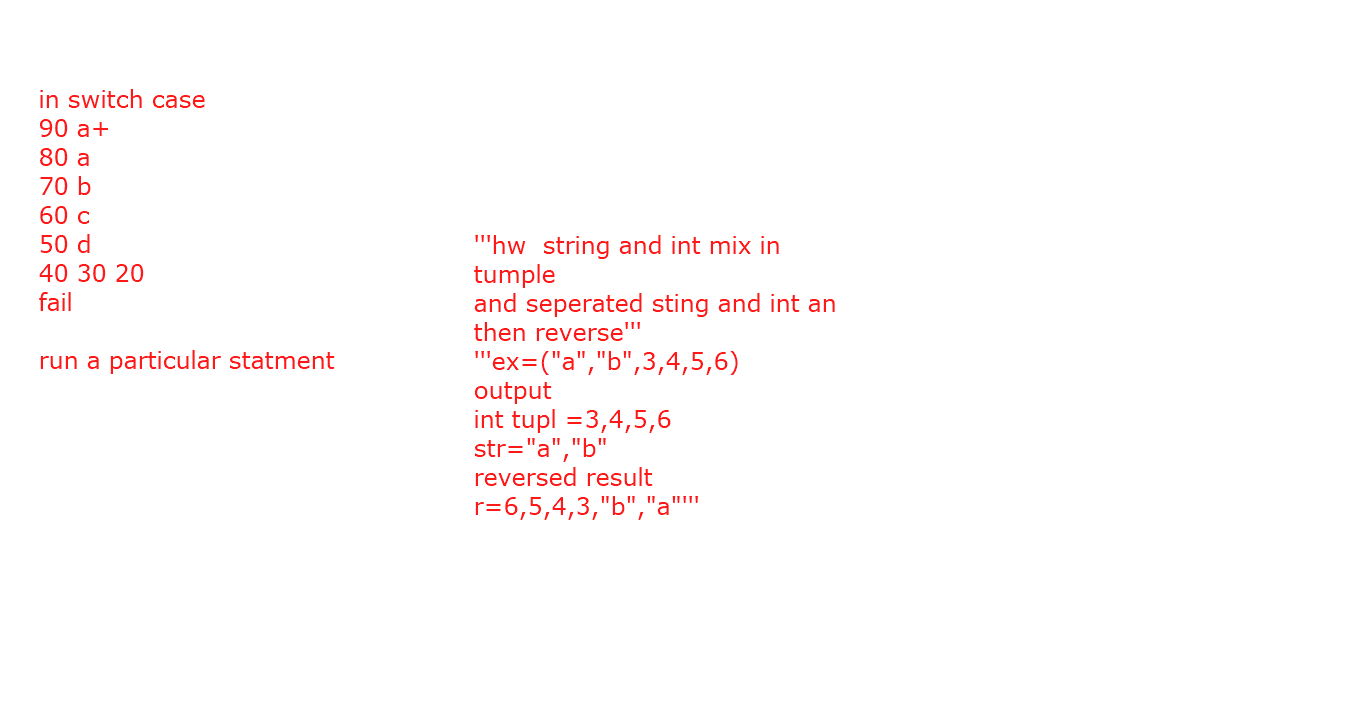 in switch case
90 a+
80 a
70 b
60 c
50 d
40 30 20
fail
run a particular statment
'''hw  string and int mix in
tumple
and seperated sting and int an
then reverse'''
'''ex=("a","b",3,4,5,6)
output
int tupl =3,4,5,6
str="a","b"
reversed result
r=6,5,4,3,"b","a"'''